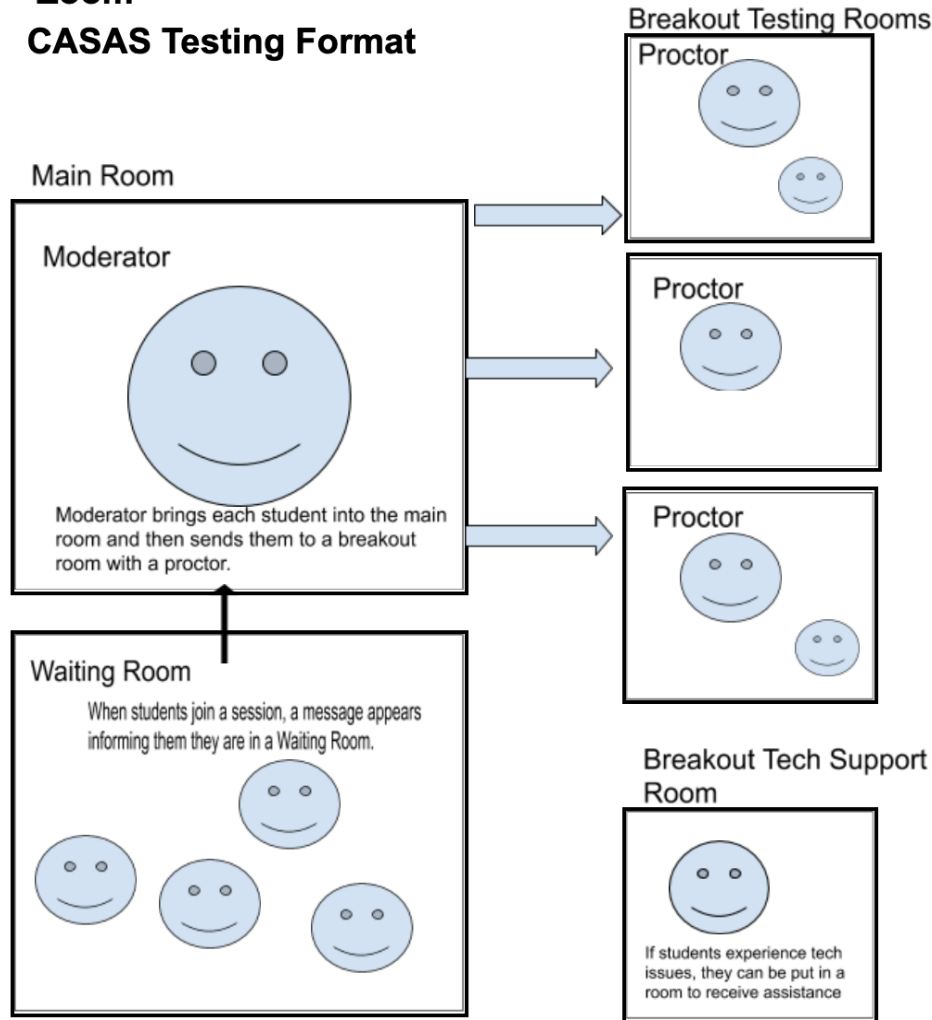 Zoom
CASAS Testing Format
Main Room
Moderator
Moderator brings each student into the main
room and then sends them to a breakout
room with a proctor.
Waiting Room
When students join a session, a message appears
informing them they are in a Waiting Room.
Breakout Testing Rooms
Proctor
Proctor
Proctor
Breakout Tech Support
Room
If students experience tech
issues, they can be put in a
room to receive assistance